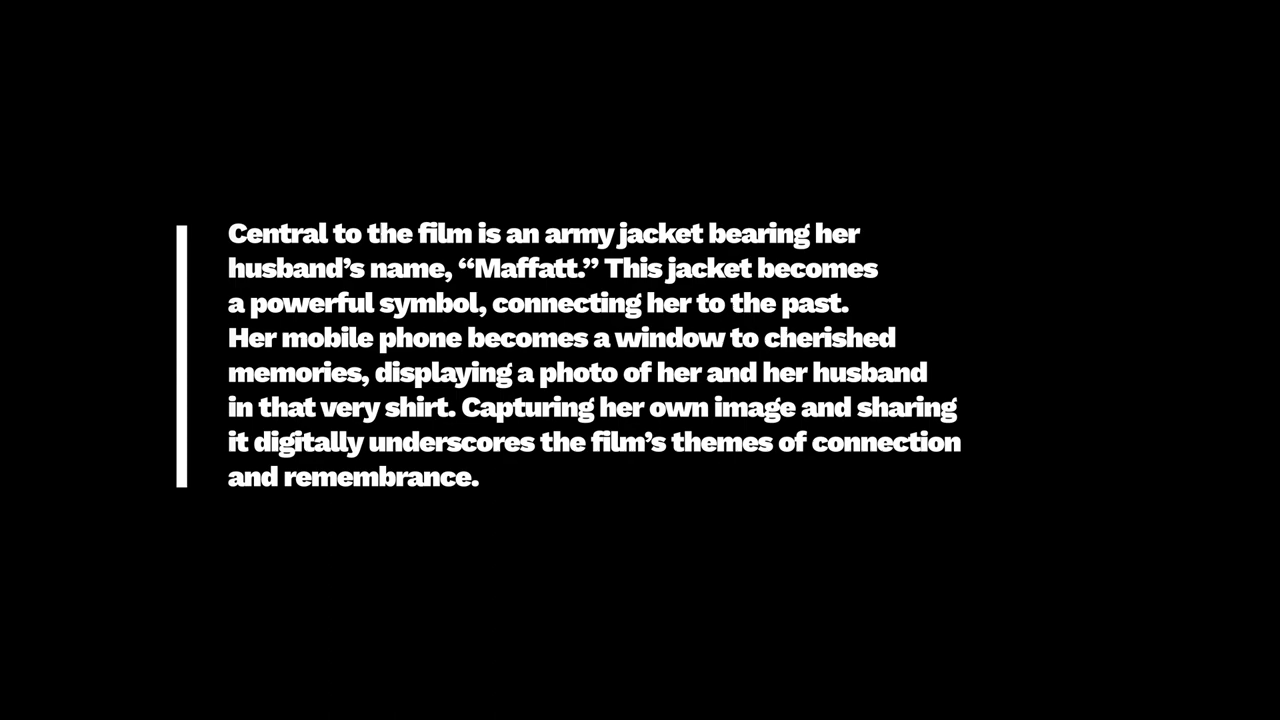 Central to the film is an army jacket bearing her
husband’s name, “Maffatt.” This jacket becomes
a powerful symbol, connecting her to the past.
Her mobile phone becomes a window to cherished
memories, displaying a photo of her and her husband
in that very shirt. Capturing her own image and sharing
it digitally underscores the film’s themes of connection
and remembrance.